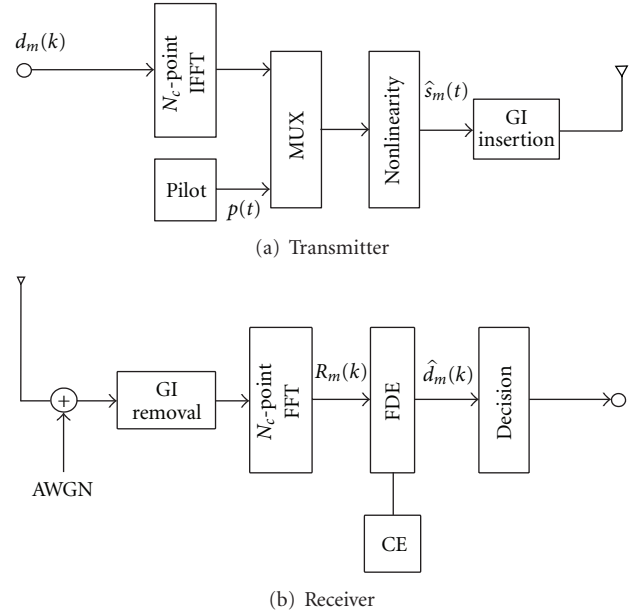 d_m(k)
N_c-point
IFFT
Pilot
p(t)
MUX
Nonlinearity
ŝ_m(t)
GI
insertion
(a) Transmitter
+
AWGN
GI
removal
N_c-point
FFT
R_m(k)
FDE
d̂_m(k)
Decision
CE
(b) Receiver